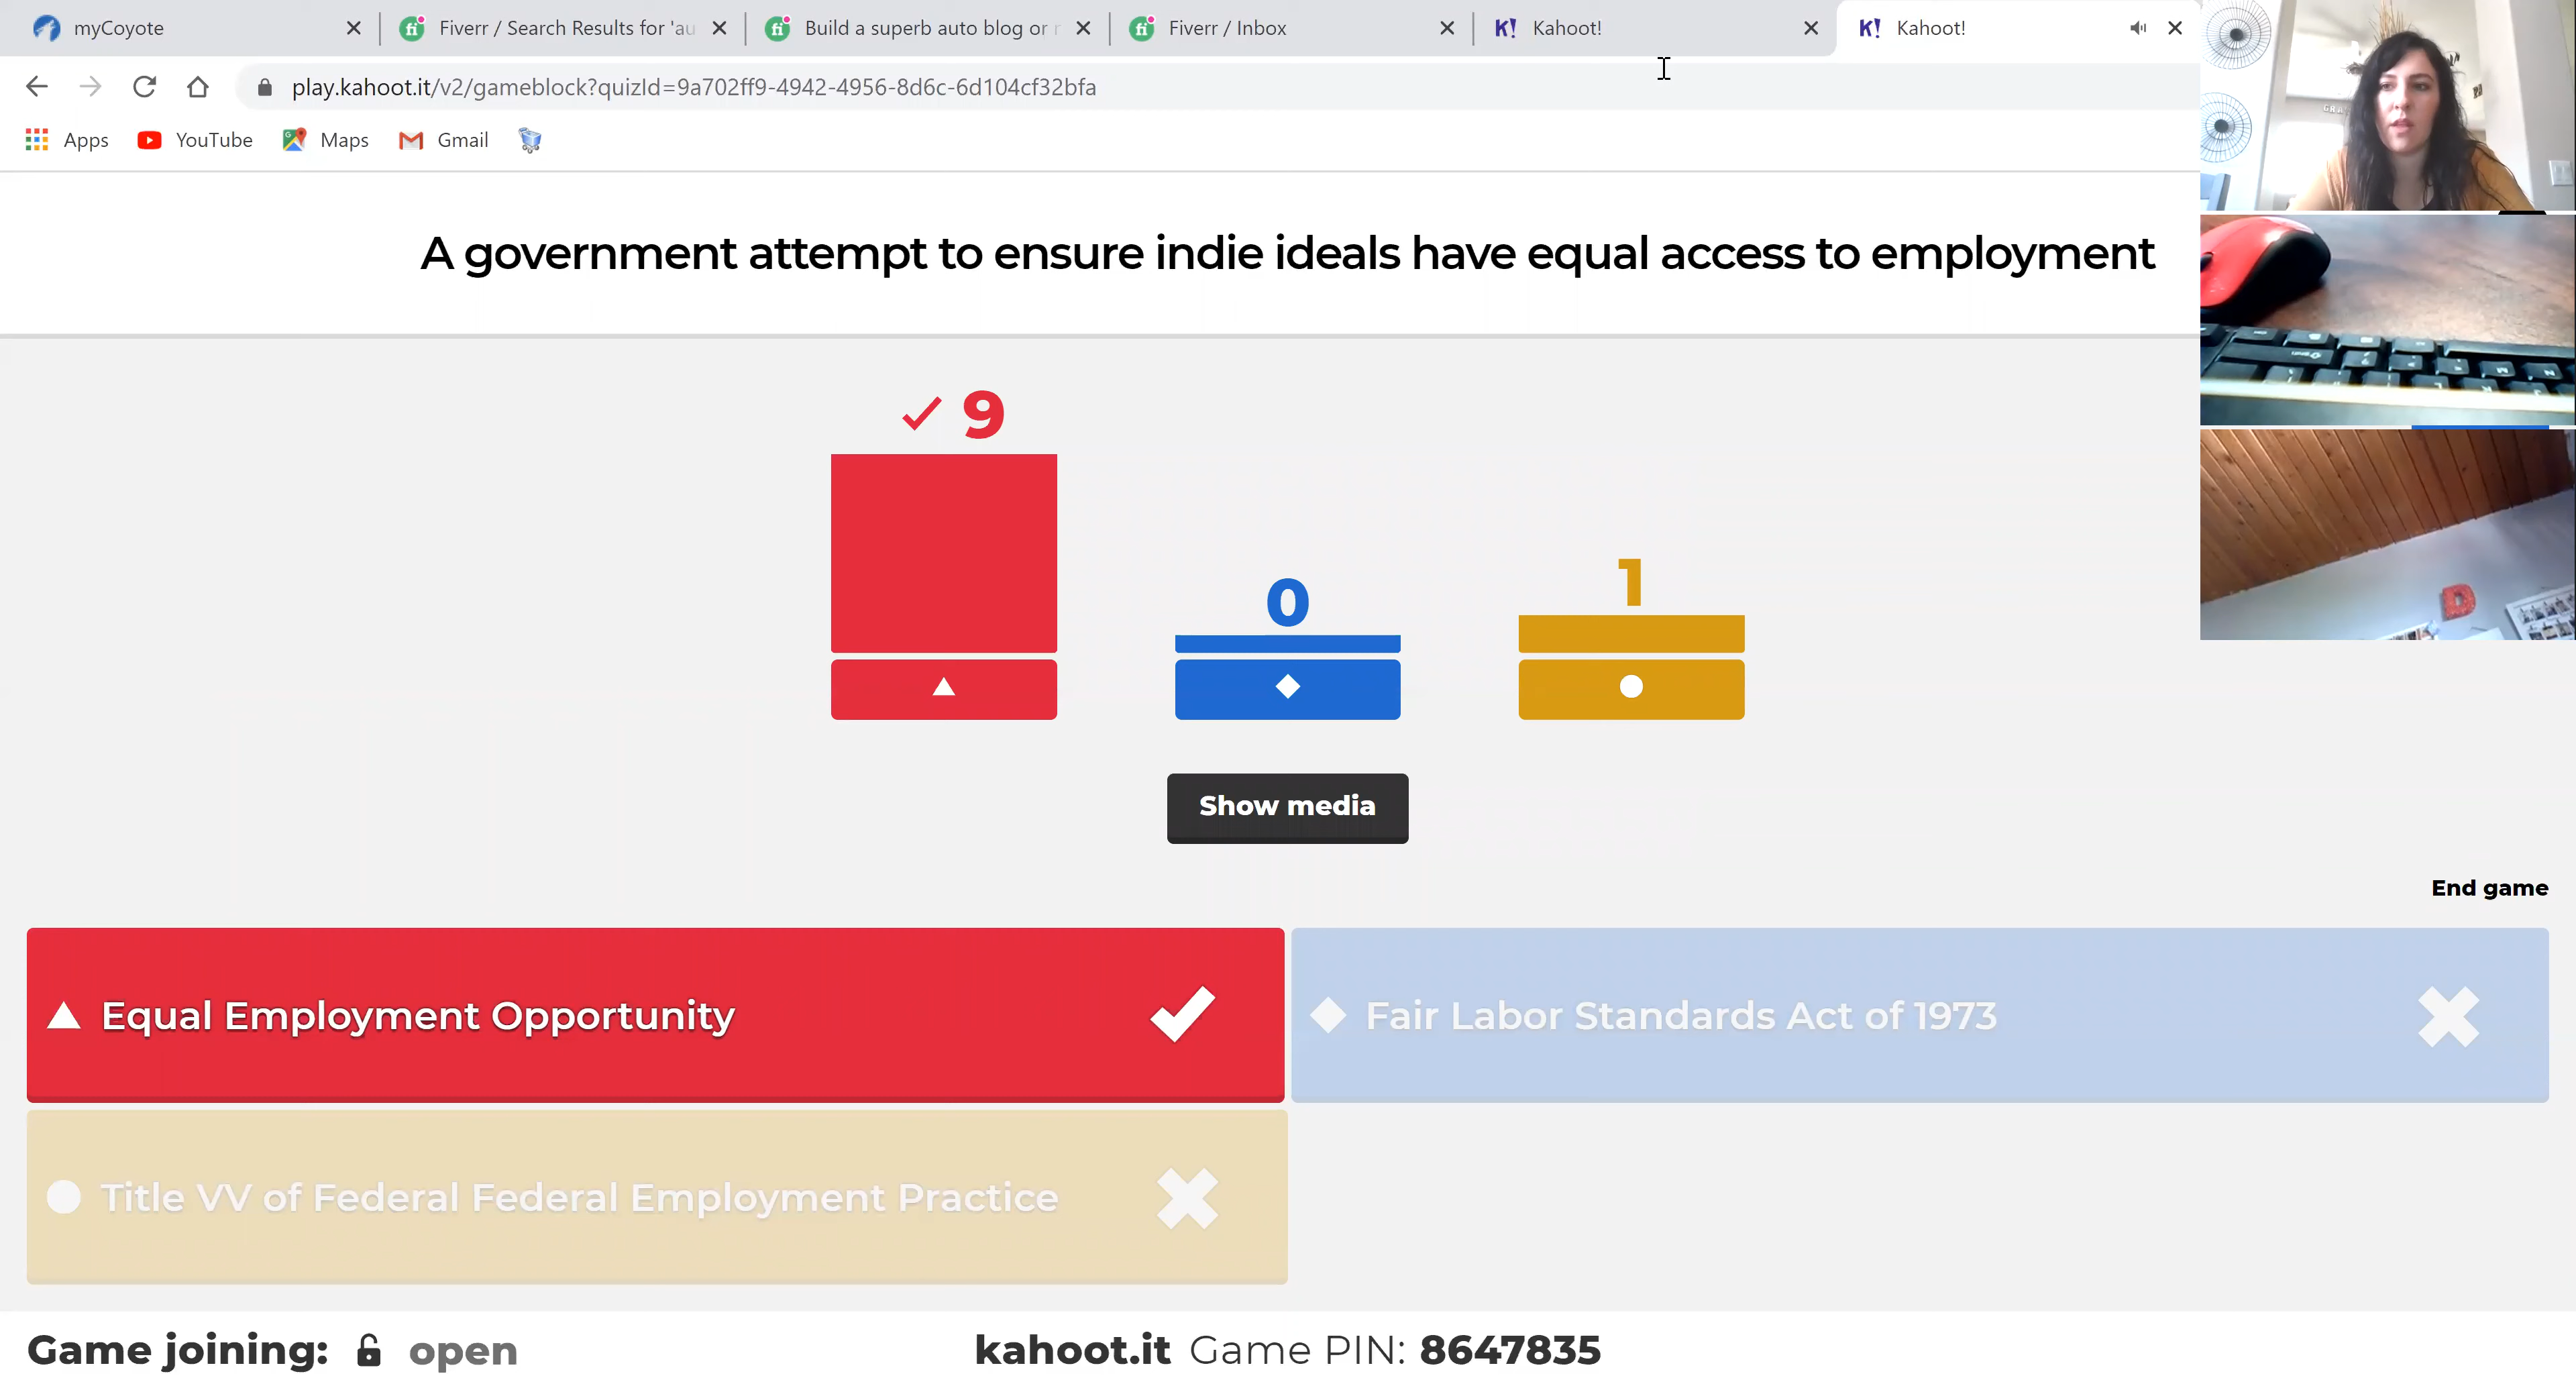 myCoyote
Fiverr / Search Results for 'au
Build a superb auto blog or
Fiverr / Inbox
K! Kahoot!
K! Kahoot!
play.kahoot.it/v2/gameblock?quizId=9a702ff9-4942-4956-8d6c-6d104cf32bfa
Apps
YouTube
Maps
Gmail
A government attempt to ensure indie ideals have equal access to employment
9
0
1
Show media
End game
Equal Employment Opportunity
Fair Labor Standards Act of 1973
Title VV of Federal Federal Employment Practice
Game joining: open
kahoot.it Game PIN: 8647835
D